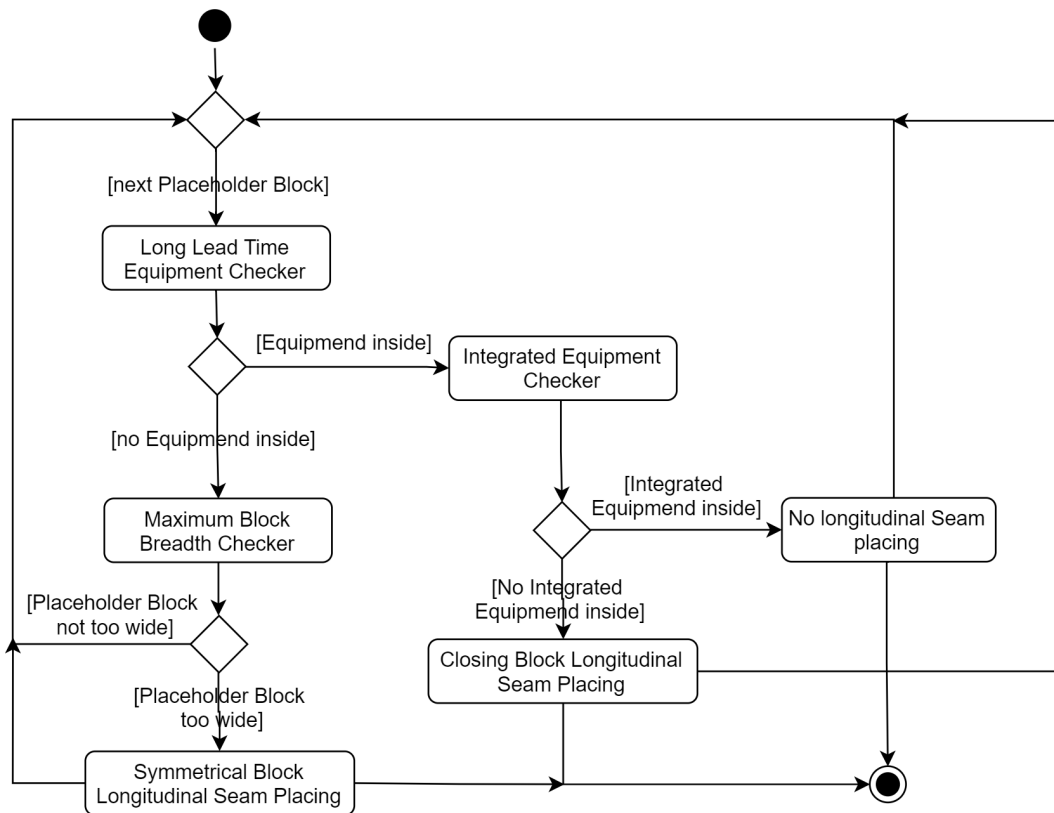 [next Placeholder Block]
Long Lead Time
Equipment Checker
[Equipmend inside]
Integrated Equipment
Checker
[no Equipmend inside]
[Integrated
Equipmend inside]
Maximum Block
Breadth Checker
No longitudinal Seam
placing
[Placeholder Block
not too wide]
[No Integrated
Equipmend inside]
Closing Block Longitudinal
Seam Placing
[Placeholder Block
too wide]
Symmetrical Block
Longitudinal Seam Placing